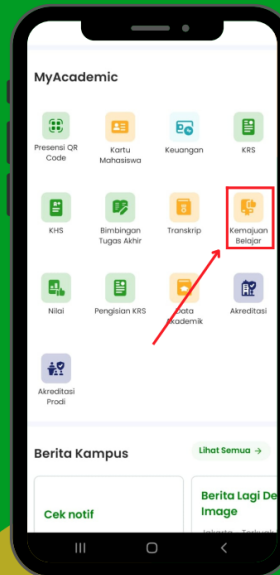 MyAcademic
Presensi QR
Code
Kartu
Mahasiswa
Keuangan
KRS
KHS
Bimbingan
Tugas Akhir
Transkrip
Kemajuan
Belajar
Nilai
Pengisian KRS
Data
Akademik
Akreditasi
Akreditasi
Prodi
Berita Kampus
Lihat Semua →
Cek notif
Berita Lagi De
Image